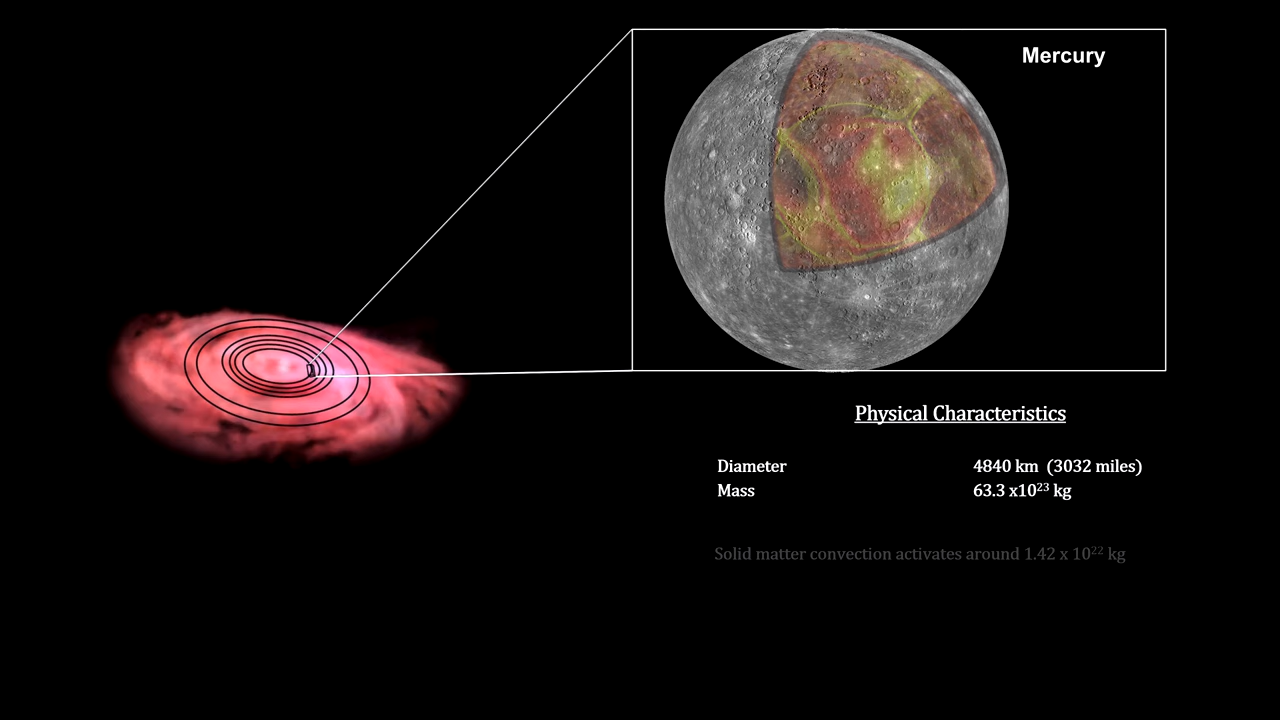 Mercury
Physical Characteristics
Diameter 4840 km (3032 miles)
Mass 63.3 x10²³ kg
Solid matter convection activates around 1.42 x 10²² kg